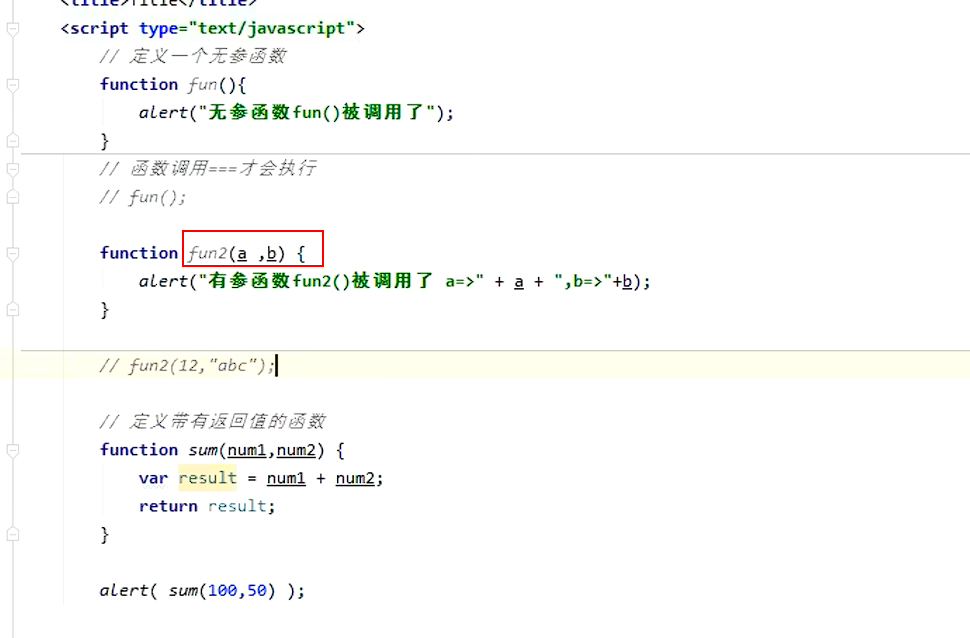 <title>Title</title>
<script type="text/javascript">
// 定义一个无参函数
function fun(){
alert("无参函数fun()被调用了");
}
// 函数调用===才会执行
// fun();
function fun2(a ,b) {
alert("有参函数fun2()被调用了 a=>" + a + ",b=>"+b);
}
// fun2(12,"abc");
// 定义带有返回值的函数
function sum(num1,num2) {
var result = num1 + num2;
return result;
}
alert( sum(100,50) );